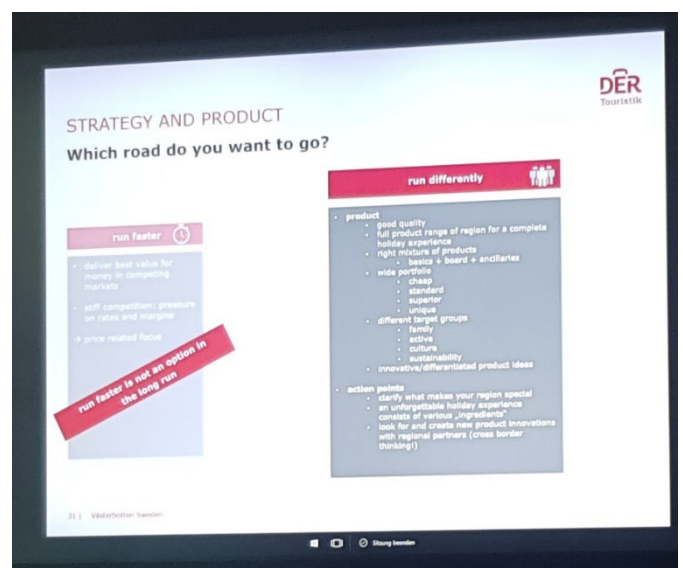 DER
Touristik
STRATEGY AND PRODUCT
Which road do you want to go?
run faster
deliver best value for
money in competing
markets
stiff competition; pressure
on rates and margins
→ price related focus
run faster is not an option in
the long run
run differently
product
good quality
full product range of region for a complete
holiday experience
right mixture of products
basics + board + ancillaries
wide portfolio
cheap
standard
superior
unique
different target groups
family
active
culture
sustainability
innovative/differentiated product ideas
action points
clarify what makes your region special
an unforgettable holiday experience
consists of various „ingredients"
look for and create new product innovations
with regional partners (cross border
thinking!)
31 | Västerbotten Sweden
Sitzung beenden